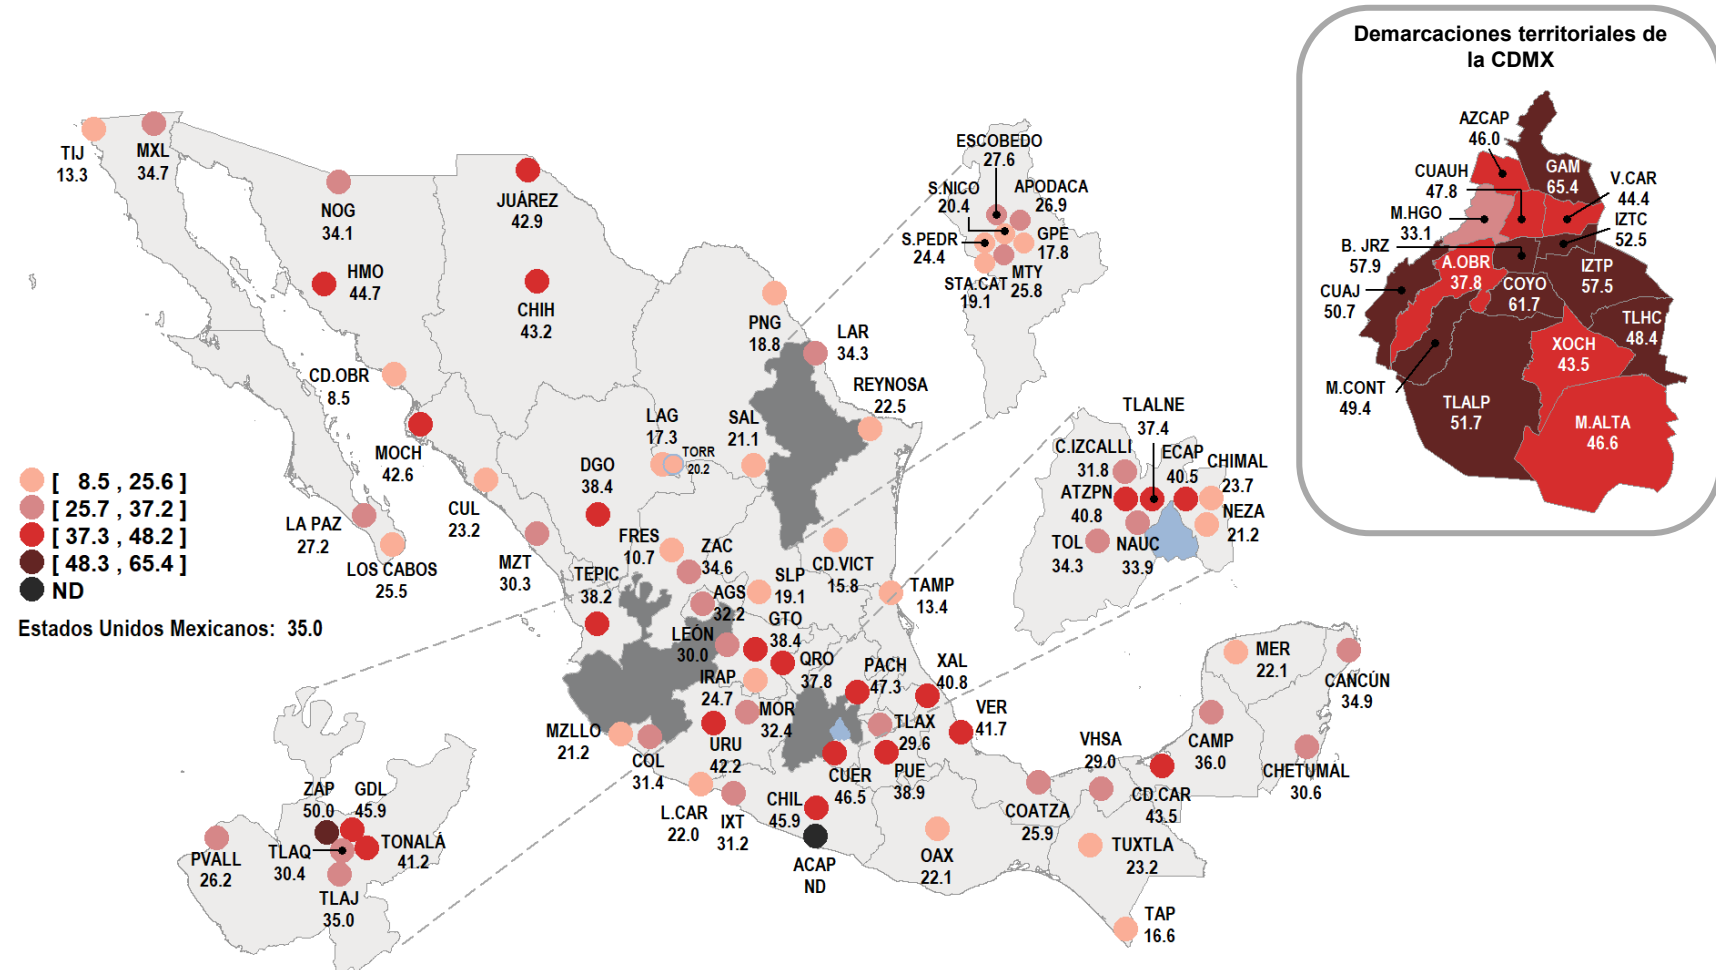 Demarcaciones territoriales de
la CDMX
AZCAP
46.0
GAM
65.4
CUAUH
47.8
V.CAR
44.4
M.HGO
33.1
IZTC
52.5
B. JRZ
57.9
A.OBR
37.8
IZTP
57.5
CUAJ
50.7
COYO
61.7
TLHC
48.4
XOCH
43.5
M.CONT
49.4
TLALP
51.7
M.ALTA
46.6
TIJ
13.3
MXL
34.7
NOG
34.1
JUÁREZ
42.9
HMO
44.7
CHIH
43.2
CD.OBR
8.5
MOCH
42.6
CUL
23.2
LA PAZ
27.2
LOS CABOS
25.5
MZT
30.3
DGO
38.4
LAG
17.3
TORR
20.2
SAL
21.1
PNG
18.8
LAR
34.3
REYNOSA
22.5
ESCOBEDO
27.6
S.NICO
20.4
APODACA
26.9
S.PEDR
24.4
GPE
17.8
STA.CAT
19.1
MTY
25.8
TLALNE
37.4
C.IZCALLI
31.8
ECAP
40.5
CHIMAL
23.7
ATZPN
40.8
NEZA
21.2
TOL
34.3
NAUC
33.9
FRES
10.7
ZAC
34.6
TEPIC
38.2
AGS
32.2
SLP
19.1
CD.VICT
15.8
TAMP
13.4
LEÓN
30.0
GTO
38.4
QRO
37.8
IRAP
24.7
PACH
47.3
XAL
40.8
MOR
32.4
TLAX
29.6
VER
41.7
MZLLO
21.2
COL
31.4
URU
42.2
CUER
46.5
PUE
38.9
L.CAR
22.0
IXT
31.2
CHIL
45.9
ACAP
ND
OAX
22.1
COATZA
25.9
VHSA
29.0
CD.CAR
43.5
TUXTLA
23.2
TAP
16.6
CAMP
36.0
MER
22.1
CANCÚN
34.9
CHETUMAL
30.6
ZAP
50.0
GDL
45.9
TONALÁ
41.2
PVALL
26.2
TLAQ
30.4
TLAJ
35.0
[ 8.5 , 25.6 ]
[ 25.7 , 37.2 ]
[ 37.3 , 48.2 ]
[ 48.3 , 65.4 ]
ND
Estados Unidos Mexicanos: 35.0